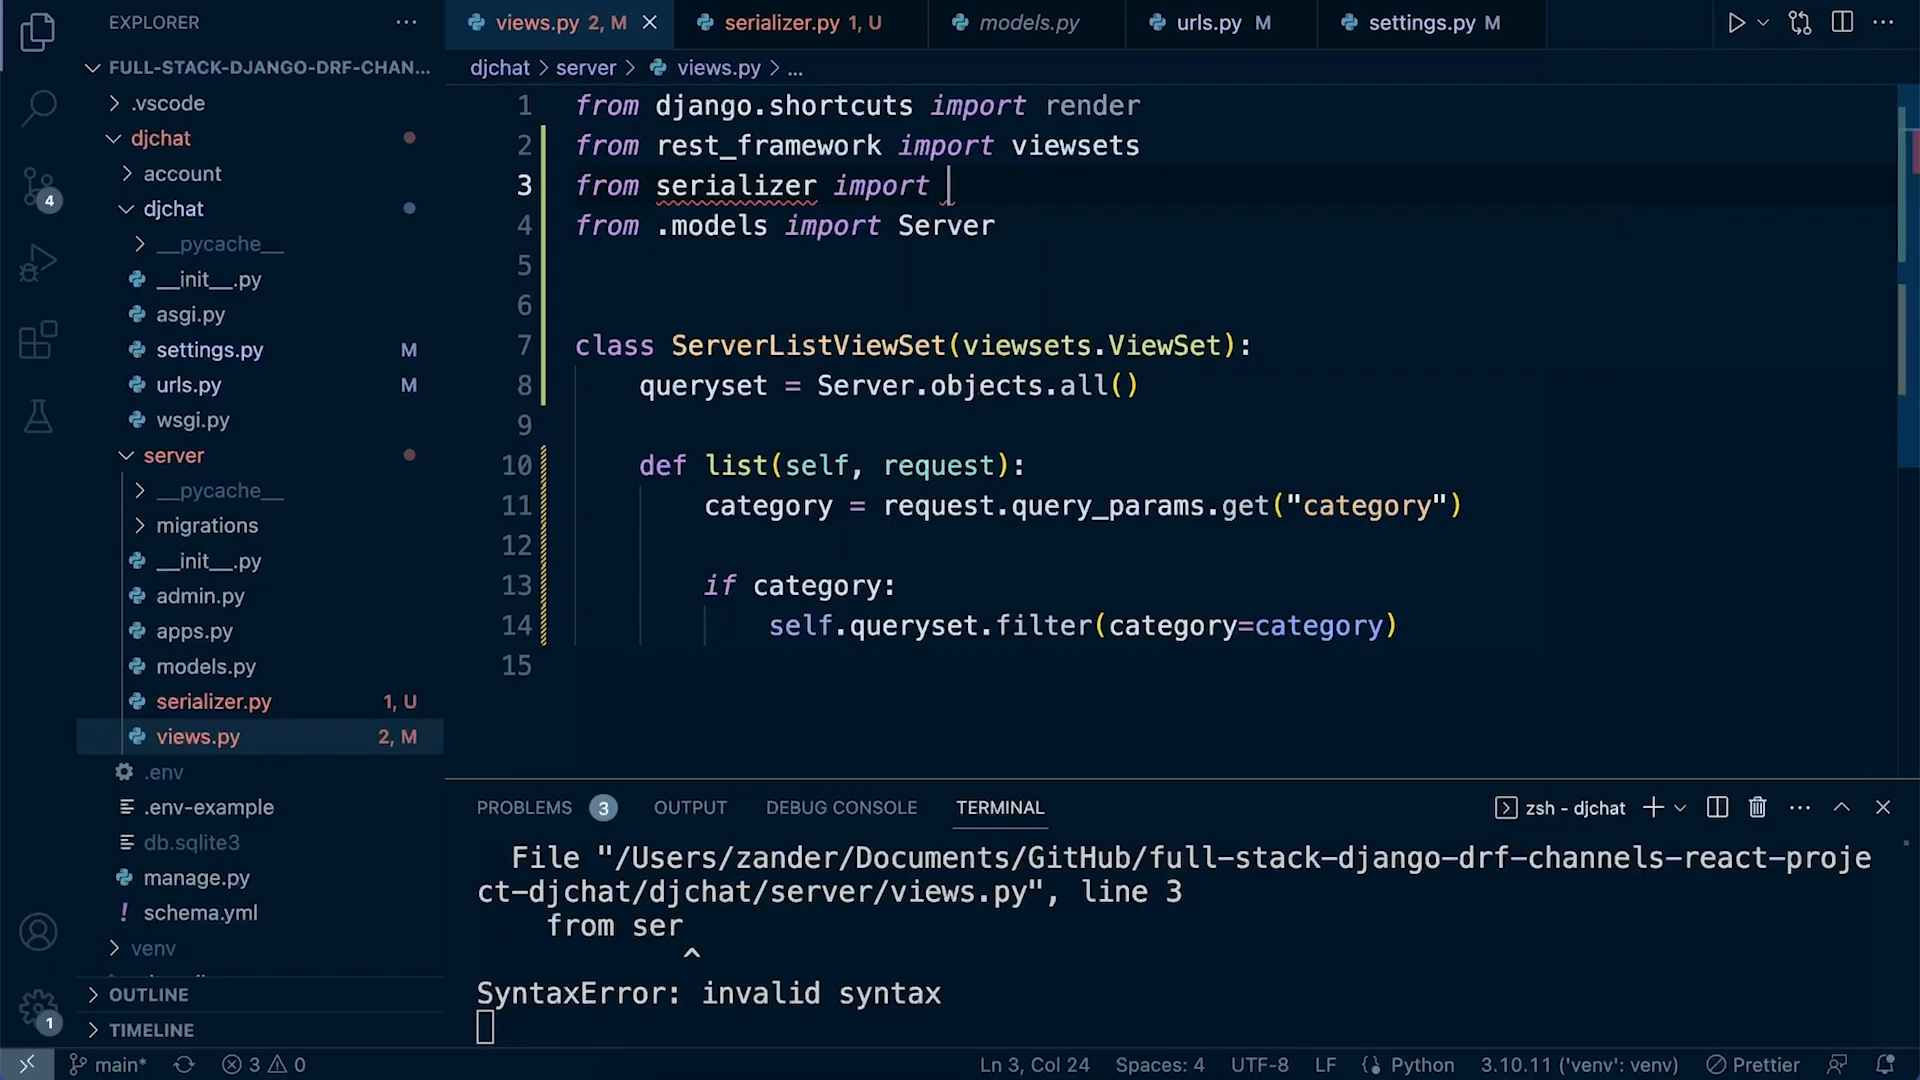 EXPLORER
views.py 2, M
serializer.py 1, U
models.py
urls.py M
settings.py M
FULL-STACK-DJANGO-DRF-CHAN...
djchat > server > views.py > ...
.vscode
djchat
account
djchat
__pycache__
__init__.py
asgi.py
settings.py M
urls.py M
wsgi.py
server
__pycache__
migrations
__init__.py
admin.py
apps.py
models.py
serializer.py 1, U
views.py 2, M
.env
.env-example
db.sqlite3
manage.py
! schema.yml
venv
OUTLINE
TIMELINE
4
1
1 from django.shortcuts import render
2 from rest_framework import viewsets
3 from serializer import
4 from .models import Server
5
6
7 class ServerListViewSet(viewsets.ViewSet):
8 queryset = Server.objects.all()
9
10 def list(self, request):
11 category = request.query_params.get("category")
12
13 if category:
14 self.queryset.filter(category=category)
15
PROBLEMS 3 OUTPUT DEBUG CONSOLE TERMINAL
zsh - djchat
File "/Users/zander/Documents/GitHub/full-stack-django-drf-channels-react-proje
ct-djchat/djchat/server/views.py", line 3
from ser
^
SyntaxError: invalid syntax
main* 3 0 Ln 3, Col 24 Spaces: 4 UTF-8 LF Python 3.10.11 ('venv': venv) Prettier